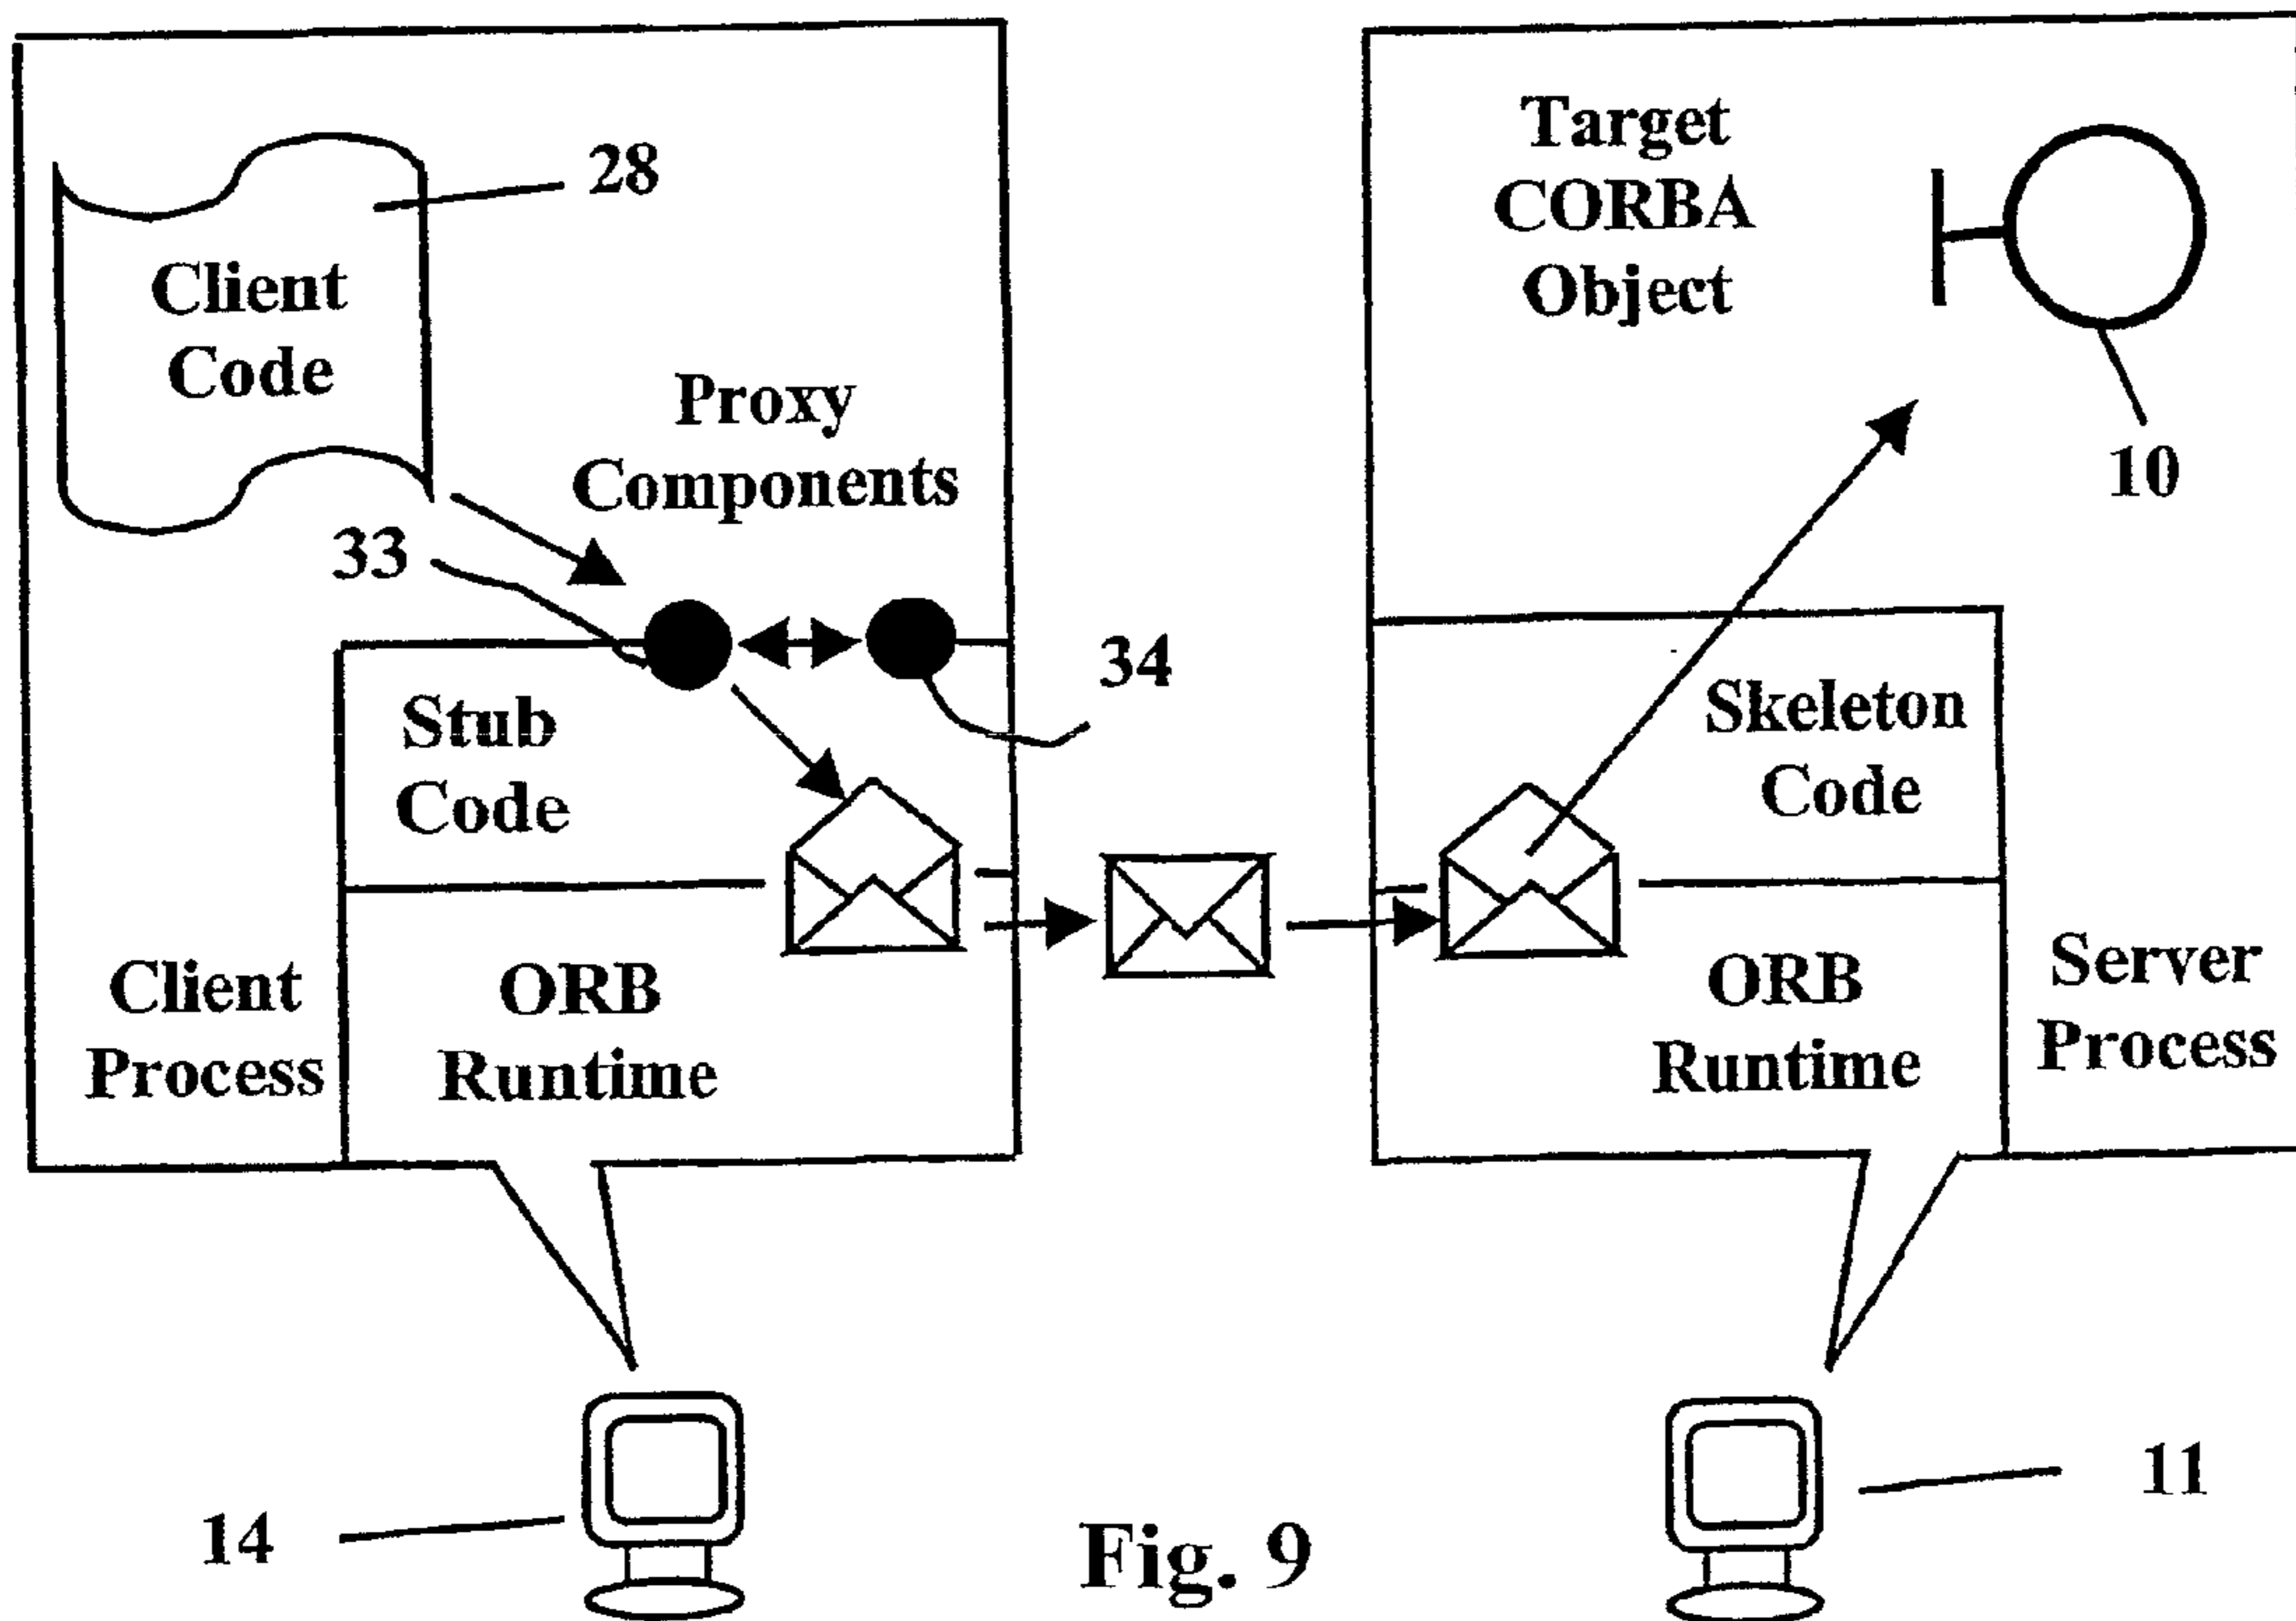 28
Client
Code
Proxy
Components
33
34
Stub
Code
Client
Process
ORB
Runtime
14
Target
CORBA
Object
10
Skeleton
Code
ORB
Runtime
Server
Process
11
Fig. 9